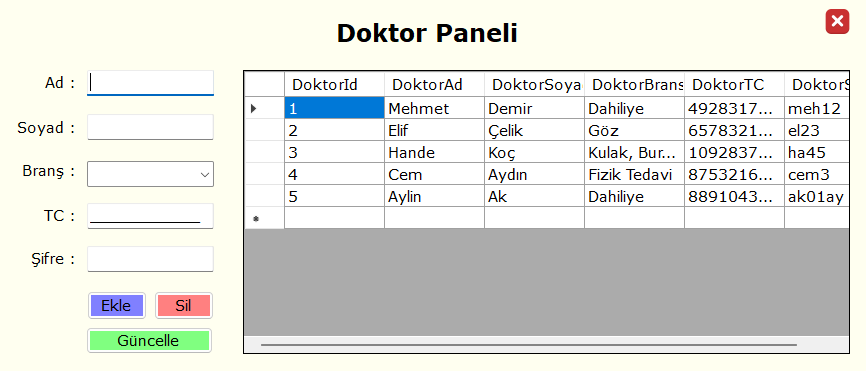 Doktor Paneli
Ad :
Soyad :
Branş :
TC :
Şifre :
Ekle Sil
Güncelle
DoktorId DoktorAd DoktorSoya DoktorBrans DoktorTC DoktorS
1 Mehmet Demir Dahiliye 4928317... meh12
2 Elif Çelik Göz 6578321... el23
3 Hande Koç Kulak, Bur... 1092837... ha45
4 Cem Aydın Fizik Tedavi 8753216... cem3
5 Aylin Ak Dahiliye 8891043... ak01ay